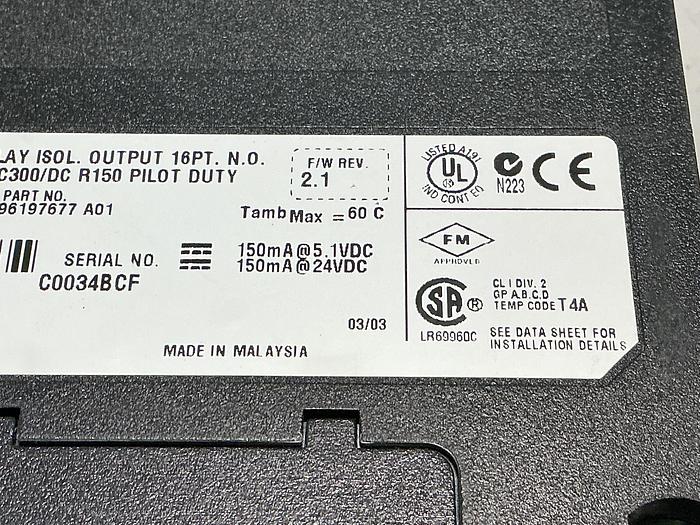 LAY ISOL. OUTPUT 16PT. N.O.
C300/DC R150 PILOT DUTY
PART NO.
96197677 A01
F/W REV.
2.1
Tamb Max = 60 C
SERIAL NO.
C0034BCF
150mA@5.1VDC
150mA@24VDC
03/03
MADE IN MALAYSIA
LISTED A191
UL
®
IND CONT EQ
N223
CE
FM
APPROVED
SA ®
LR69960C
CL I DIV. 2
GP A.B.C.D
TEMP CODE T4A
SEE DATA SHEET FOR
INSTALLATION DETAILS